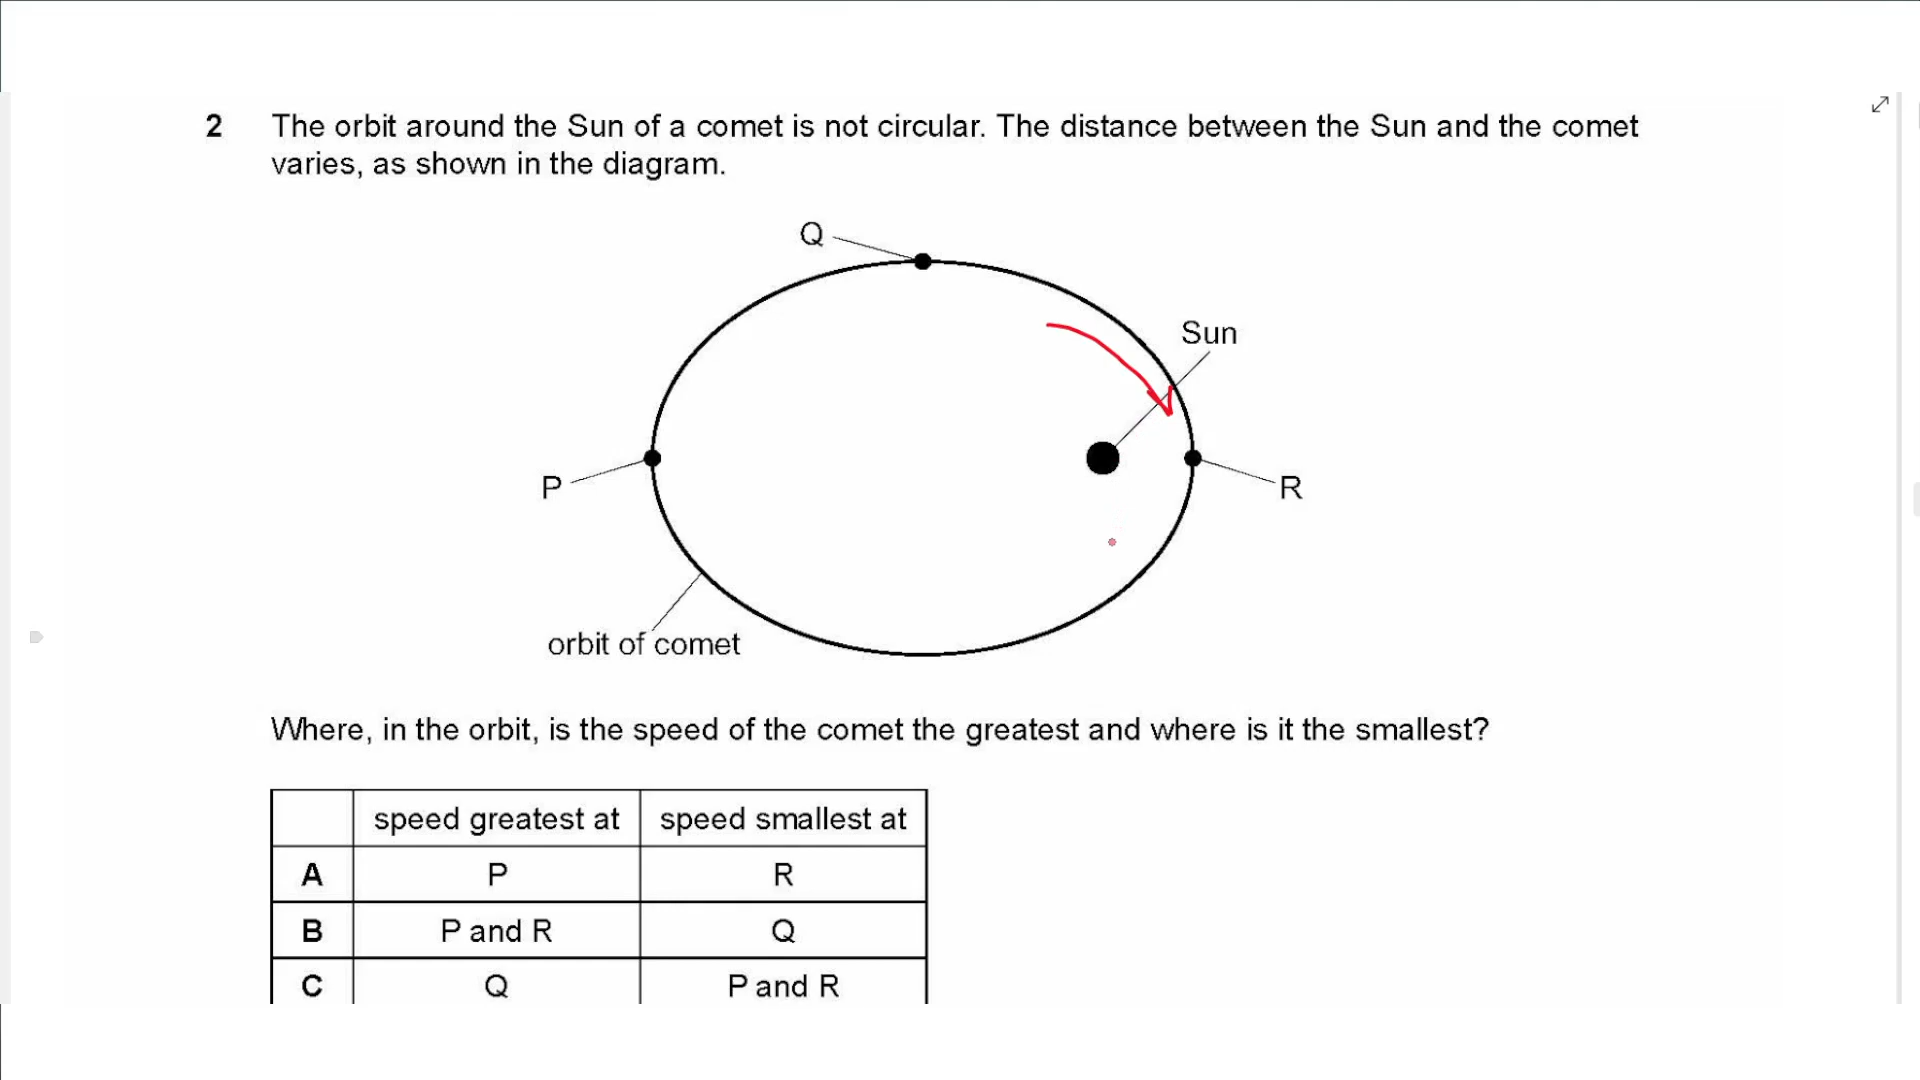 2 The orbit around the Sun of a comet is not circular. The distance between the Sun and the comet
varies, as shown in the diagram.
Q
Sun
P
R
orbit of comet
Where, in the orbit, is the speed of the comet the greatest and where is it the smallest?
speed greatest at speed smallest at
A P R
B P and R Q
C Q P and R